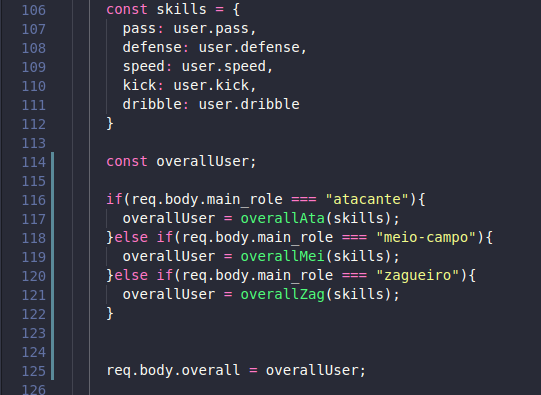 106 const skills = {
107 pass: user.pass,
108 defense: user.defense,
109 speed: user.speed,
110 kick: user.kick,
111 dribble: user.dribble
112 }
113
114 const overallUser;
115
116 if(req.body.main_role === "atacante"){
117 overallUser = overallAta(skills);
118 }else if(req.body.main_role === "meio-campo"){
119 overallUser = overallMei(skills);
120 }else if(req.body.main_role === "zagueiro"){
121 overallUser = overallZag(skills);
122 }
123
124
125 req.body.overall = overallUser;
126